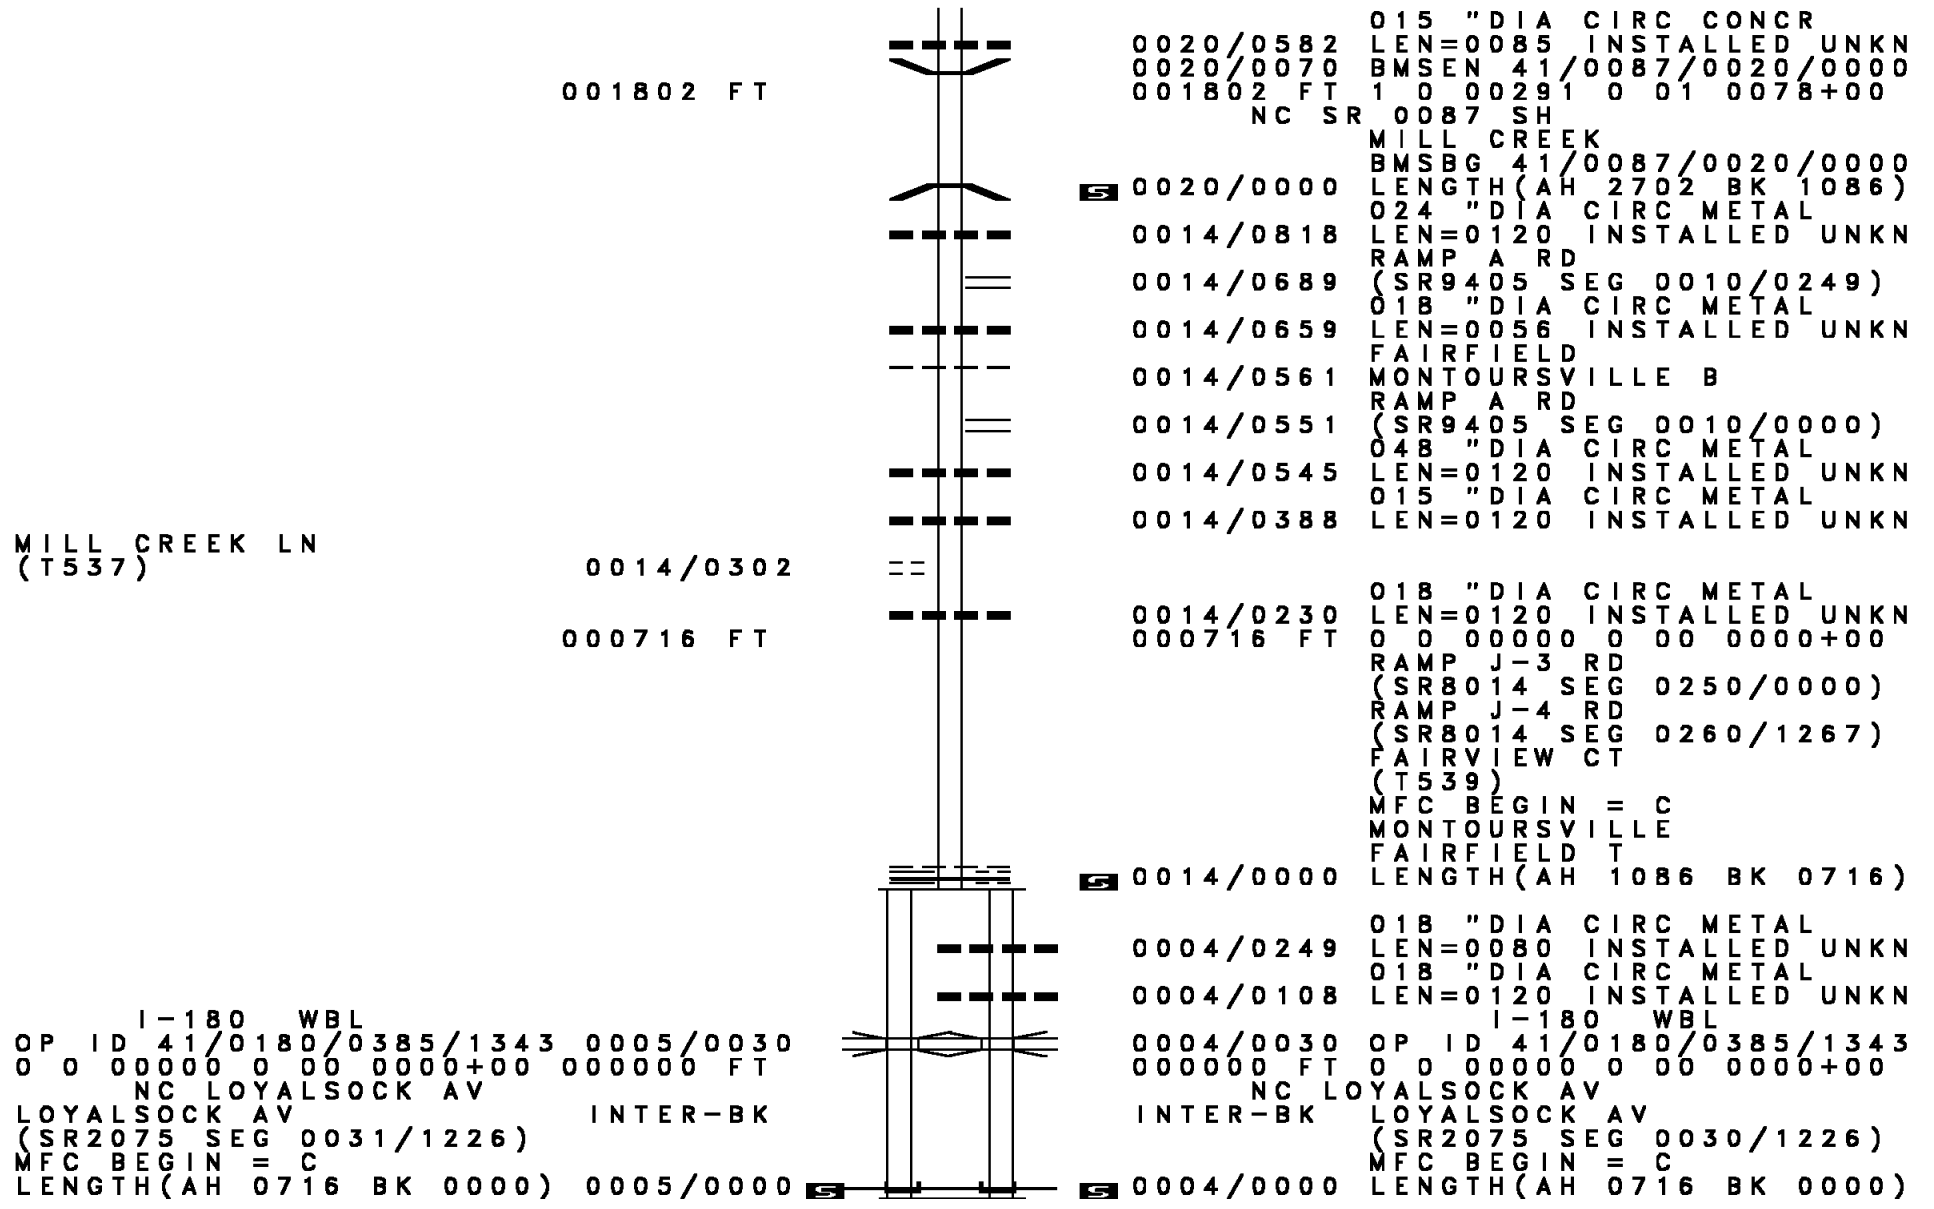 015 "DIA CIRC CONCR
0020/0582 LEN=0085 INSTALLED UNKN
0020/0070 BMSEN 41/0087/0020/0000
001802 FT 001802 FT 1 0 00291 0 01 0078+00
NC SR 0087 SH
MILL CREEK
BMSBG 41/0087/0020/0000
S 0020/0000 LENGTH(AH 2702 BK 1086)
024 "DIA CIRC METAL
0014/0818 LEN=0120 INSTALLED UNKN
RAMP A RD
0014/0689 (SR9405 SEG 0010/0249)
018 "DIA CIRC METAL
0014/0659 LEN=0056 INSTALLED UNKN
FAIRFIELD
0014/0561 MONTOURSVILLE B
RAMP A RD
0014/0551 (SR9405 SEG 0010/0000)
048 "DIA CIRC METAL
0014/0545 LEN=0120 INSTALLED UNKN
015 "DIA CIRC METAL
0014/0388 LEN=0120 INSTALLED UNKN
MILL CREEK LN
(T537) 0014/0302
018 "DIA CIRC METAL
0014/0230 LEN=0120 INSTALLED UNKN
000716 FT 000716 FT 0 0 00000 0 00 0000+00
RAMP J-3 RD
(SR8014 SEG 0250/0000)
RAMP J-4 RD
(SR8014 SEG 0260/1267)
FAIRVIEW CT
(T539)
MFC BEGIN = C
MONTOURSVILLE
FAIRFIELD T
S 0014/0000 LENGTH(AH 1086 BK 0716)
018 "DIA CIRC METAL
0004/0249 LEN=0080 INSTALLED UNKN
018 "DIA CIRC METAL
0004/0108 LEN=0120 INSTALLED UNKN
I-180 WBL I-180 WBL
OP ID 41/0180/0385/1343 0005/0030 0004/0030 OP ID 41/0180/0385/1343
0 0 00000 0 00 0000+00 000000 FT 000000 FT 0 0 00000 0 00 0000+00
NC LOYALSOCK AV NC LOYALSOCK AV
LOYALSOCK AV INTER-BK INTER-BK LOYALSOCK AV
(SR2075 SEG 0031/1226) (SR2075 SEG 0030/1226)
MFC BEGIN = C MFC BEGIN = C
LENGTH(AH 0716 BK 0000) 0005/0000 S S 0004/0000 LENGTH(AH 0716 BK 0000)